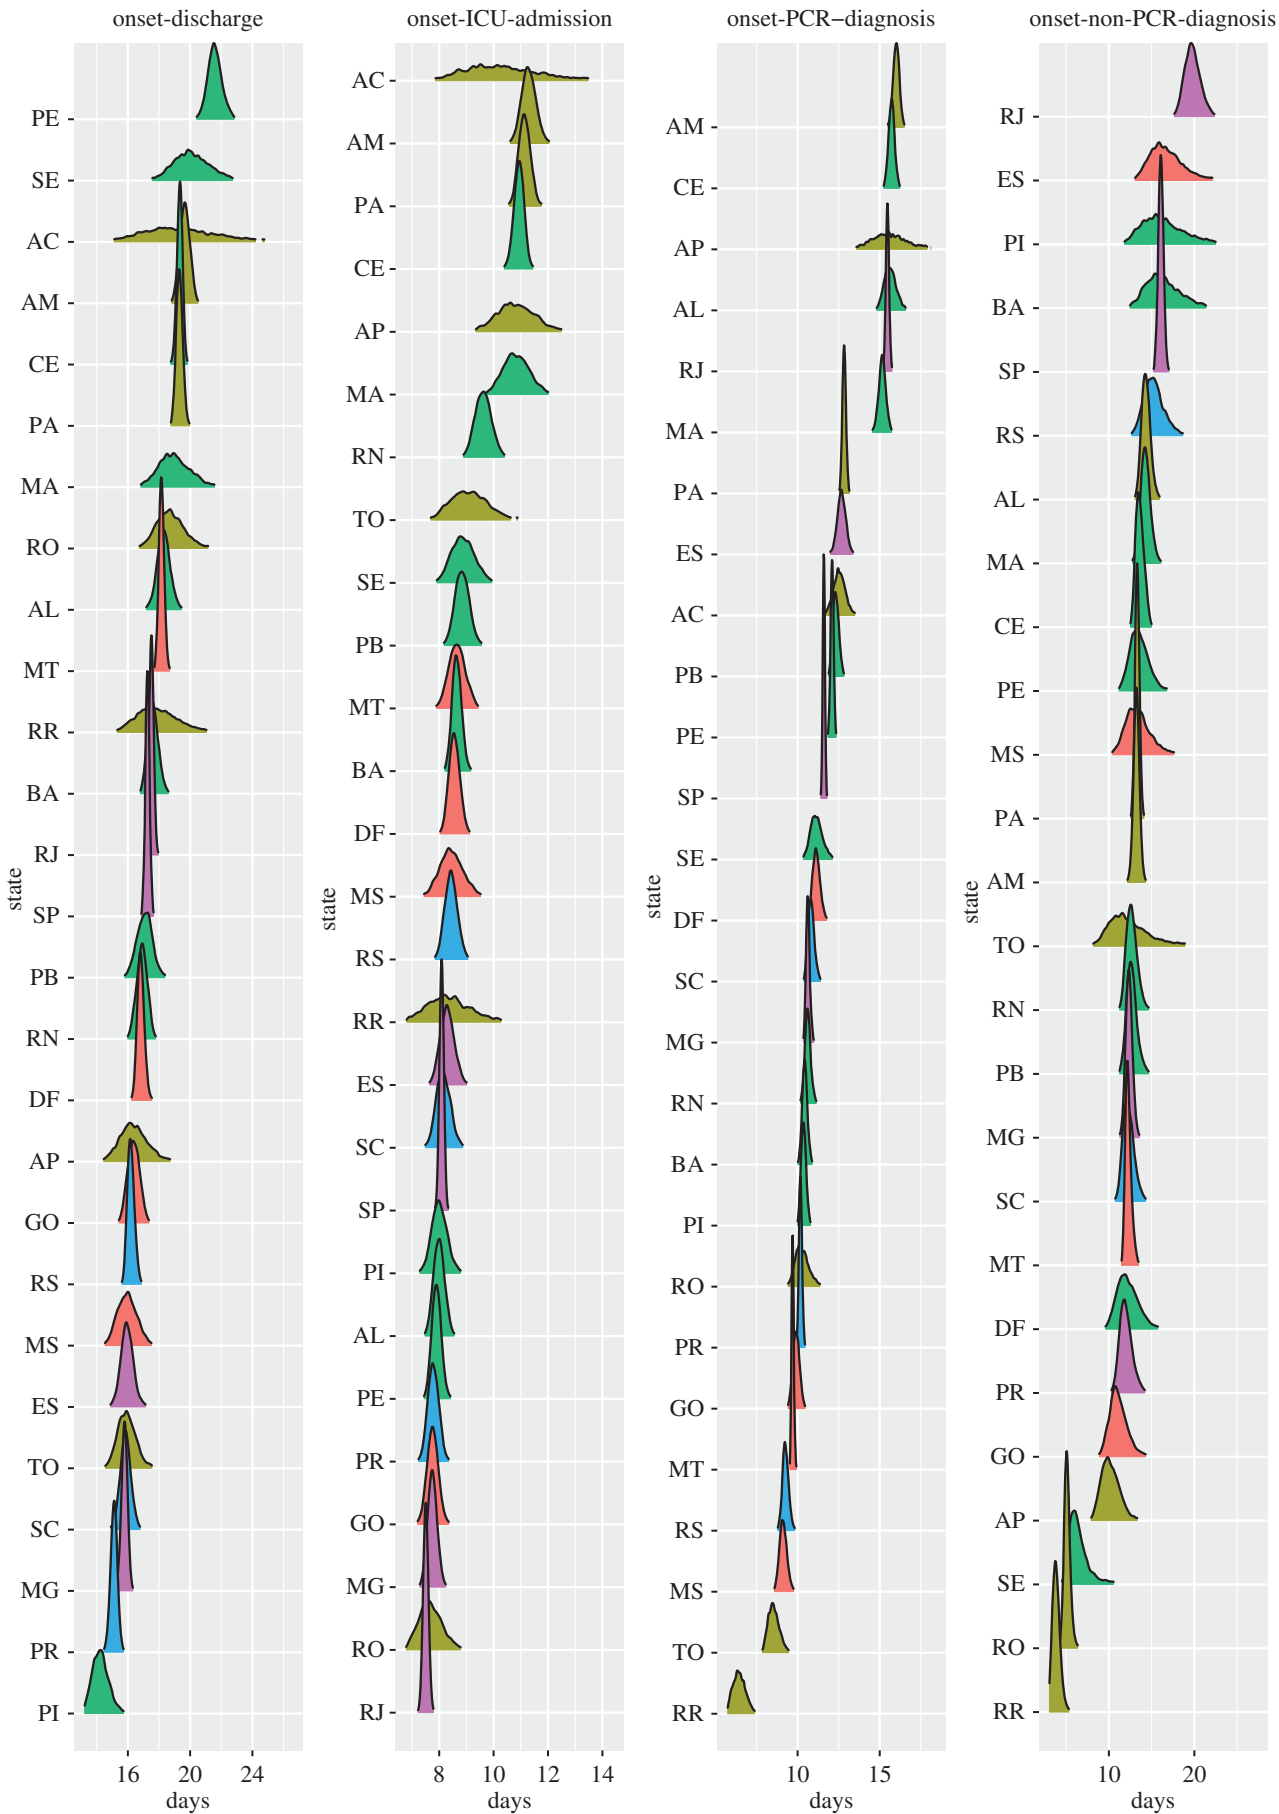 onset-discharge
PE
SE
AC
AM
CE
PA
MA
RO
AL
MT
RR
BA
RJ
SP
PB
RN
DF
AP
GO
RS
MS
ES
TO
SC
MG
PR
PI
state
16 20 24
days
onset-ICU-admission
AC
AM
PA
CE
AP
MA
RN
TO
SE
PB
MT
BA
DF
MS
RS
RR
ES
SC
SP
PI
AL
PE
PR
GO
MG
RO
RJ
state
8 10 12 14
days
onset-PCR−diagnosis
AM
CE
AP
AL
RJ
MA
PA
ES
AC
PB
PE
SP
SE
DF
SC
MG
RN
BA
PI
RO
PR
GO
MT
RS
MS
TO
RR
state
10 15
days
onset-non-PCR-diagnosis
RJ
ES
PI
BA
SP
RS
AL
MA
CE
PE
MS
PA
AM
TO
RN
PB
MG
SC
MT
DF
PR
GO
AP
SE
RO
RR
state
10 20
days